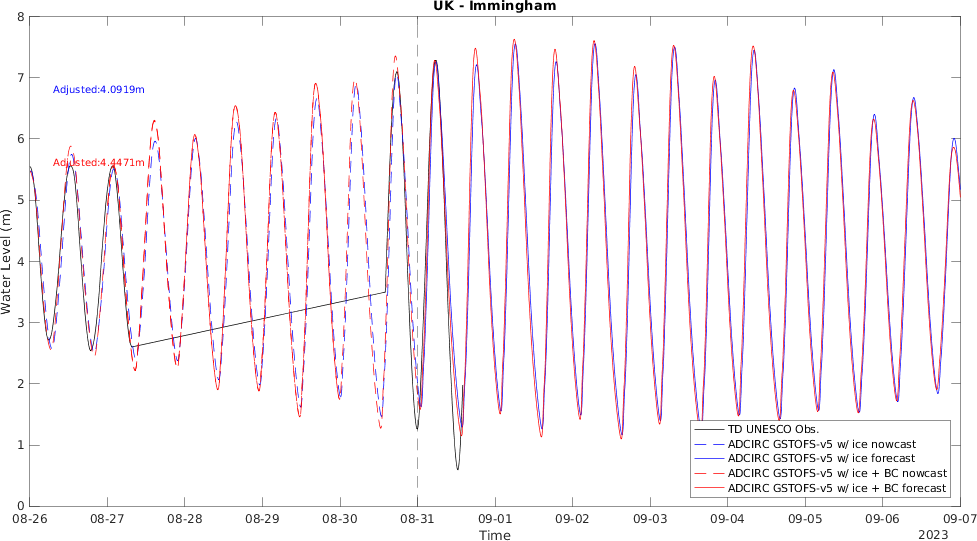 UK - Immingham
8
7
6
5
4
3
2
1
0
Water Level (m)
Adjusted:4.0919m
Adjusted:4.4471m
TD UNESCO Obs.
ADCIRC GSTOFS-v5 w/ ice nowcast
ADCIRC GSTOFS-v5 w/ ice forecast
ADCIRC GSTOFS-v5 w/ ice + BC nowcast
ADCIRC GSTOFS-v5 w/ ice + BC forecast
08-26 08-27 08-28 08-29 08-30 08-31 09-01 09-02 09-03 09-04 09-05 09-06 09-07
Time
2023